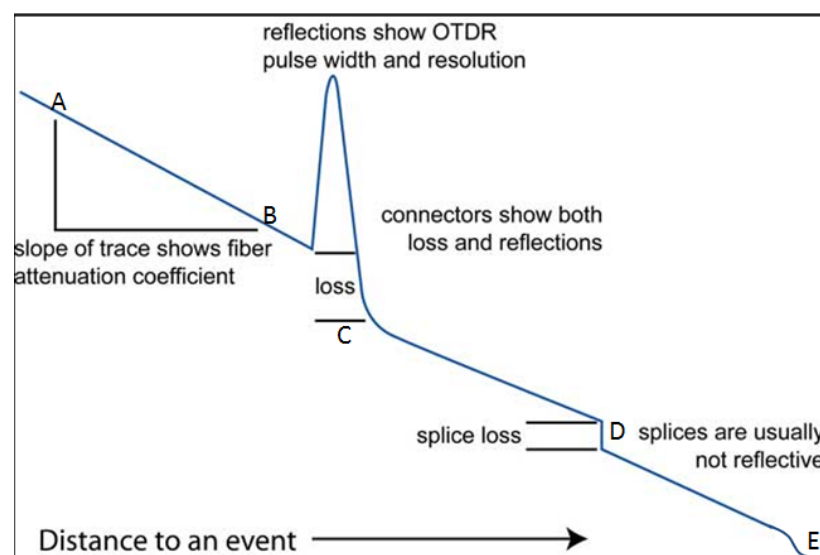 reflections show OTDR
pulse width and resolution
A
B
connectors show both
loss and reflections
slope of trace shows fiber
attenuation coefficient
loss
C
splice loss
D
splices are usually
not reflective
Distance to an event
E